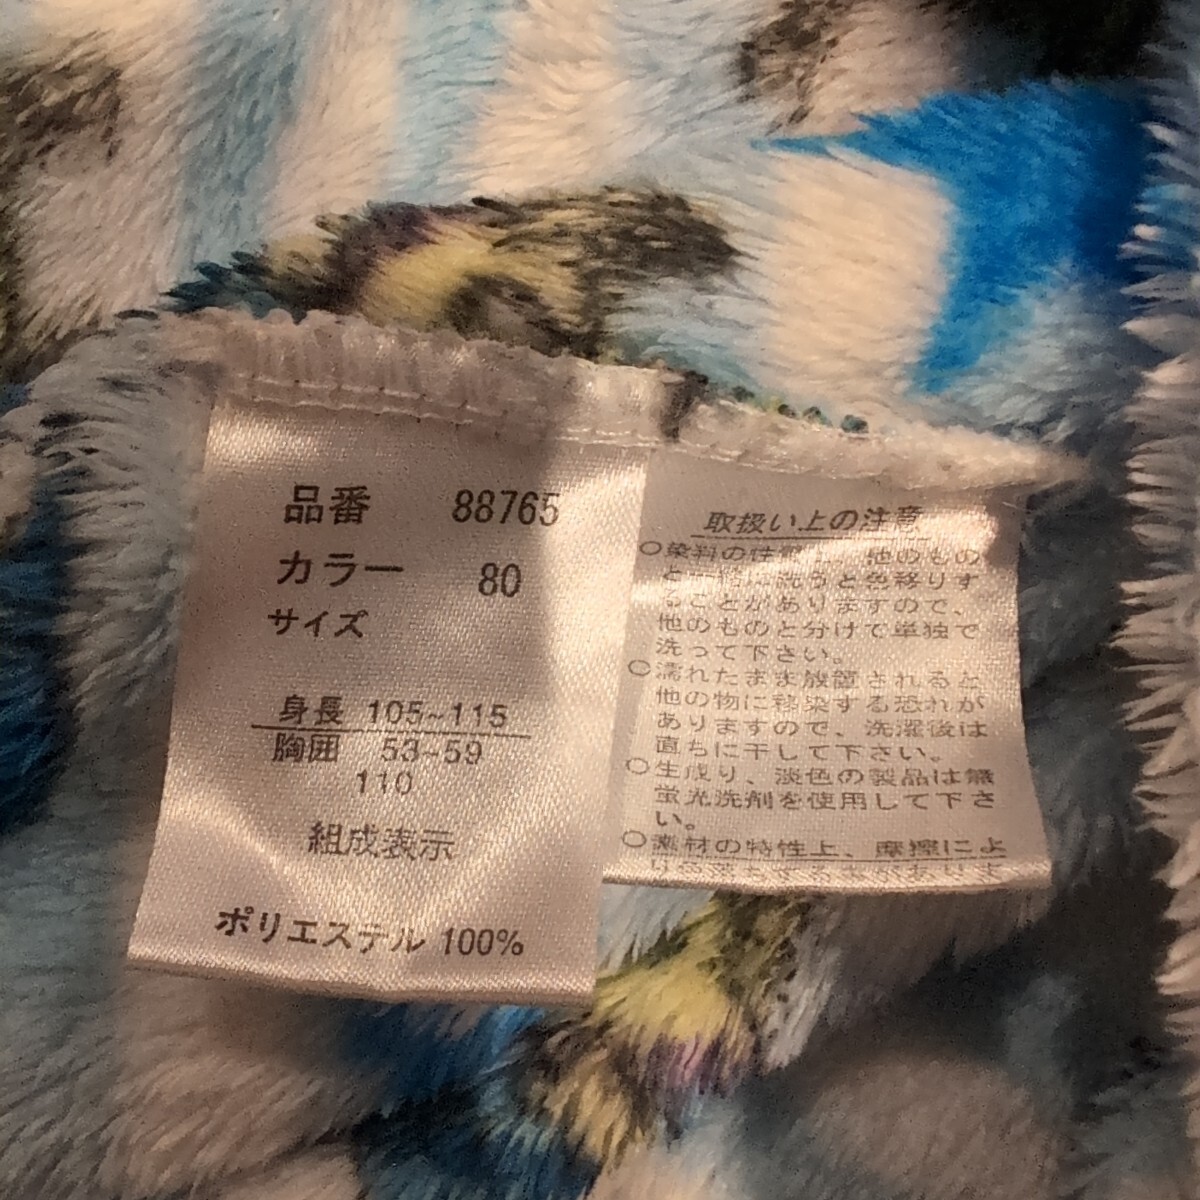 品番 88765
カラー 80
サイズ
身長 105~115
胸囲 53~59
110
組成表示
ポリエステル 100%
取扱い上の注意
○染料の性質上、他のもの
と一緒に洗うと色移りす
ることがありますので、
他のものと分けて単独で
洗って下さい。
○濡れたまま放置されると
他の物に移染する恐れが
ありますので、洗濯後は
直ちに干して下さい。
○生成り、淡色の製品は無
蛍光洗剤を使用して下さ
い。
○素材の特性上、摩擦によ